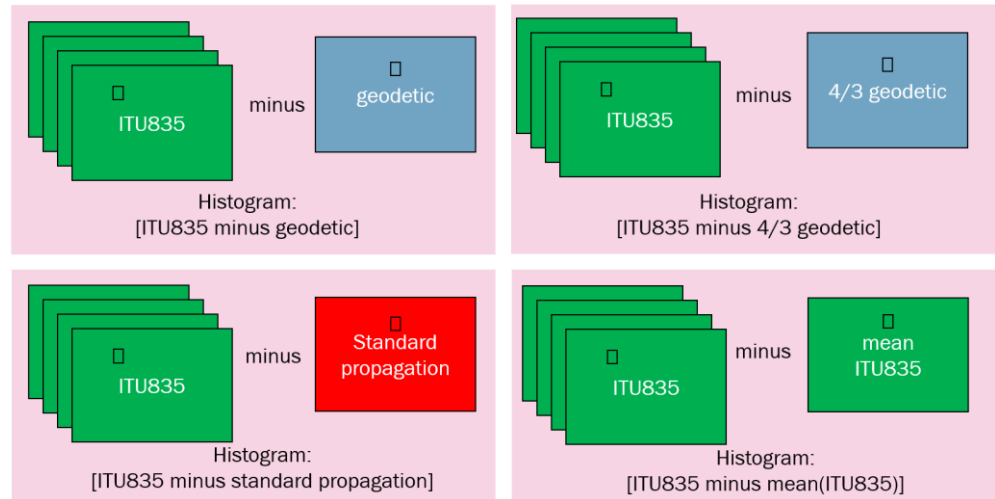 ITU835
minus
geodetic
Histogram:
[ITU835 minus geodetic]
ITU835
minus
4/3 geodetic
Histogram:
[ITU835 minus 4/3 geodetic]
ITU835
minus
Standard
propagation
Histogram:
[ITU835 minus standard propagation]
ITU835
minus
mean
ITU835
Histogram:
[ITU835 minus mean(ITU835)]